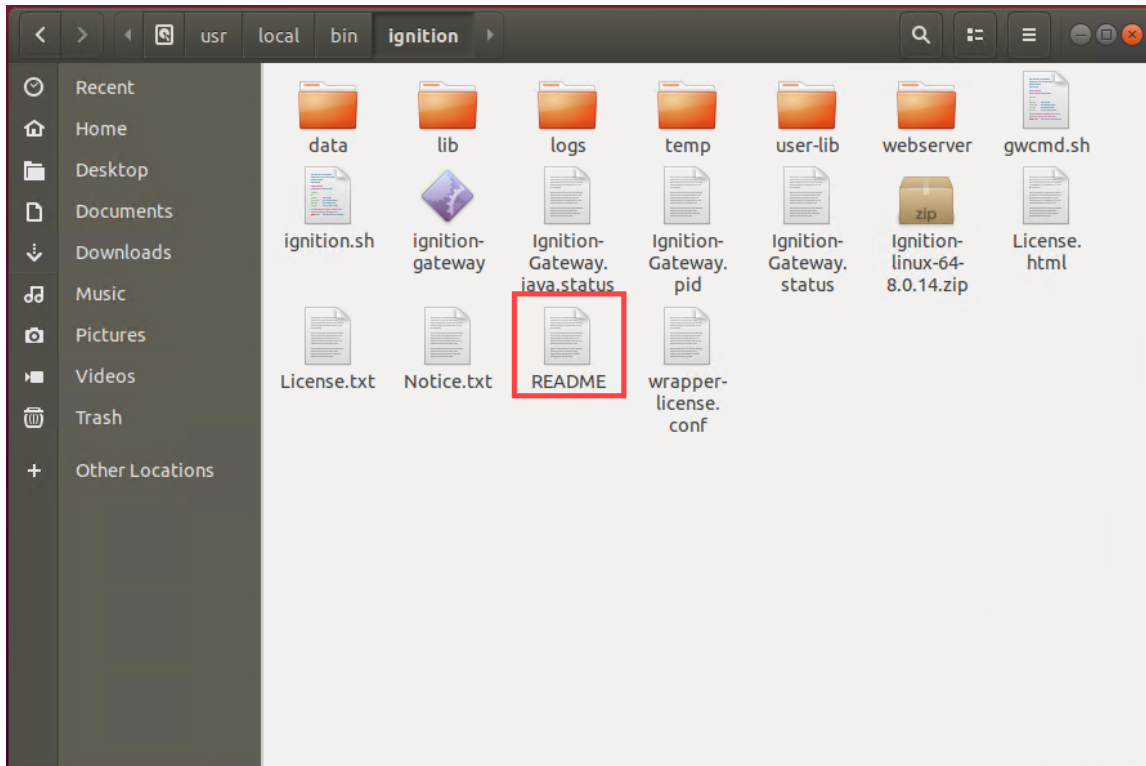 usr local bin ignition
Recent
Home
Desktop
Documents
Downloads
Music
Pictures
Videos
Trash
Other Locations
data lib logs temp user-lib webserver gwcmd.sh
zip
ignition.sh ignition- Ignition- Ignition- Ignition- Ignition- License.
gateway Gateway. Gateway. Gateway. linux-64- html
java.status pid status 8.0.14.zip
License.txt Notice.txt README wrapper-
license.
conf